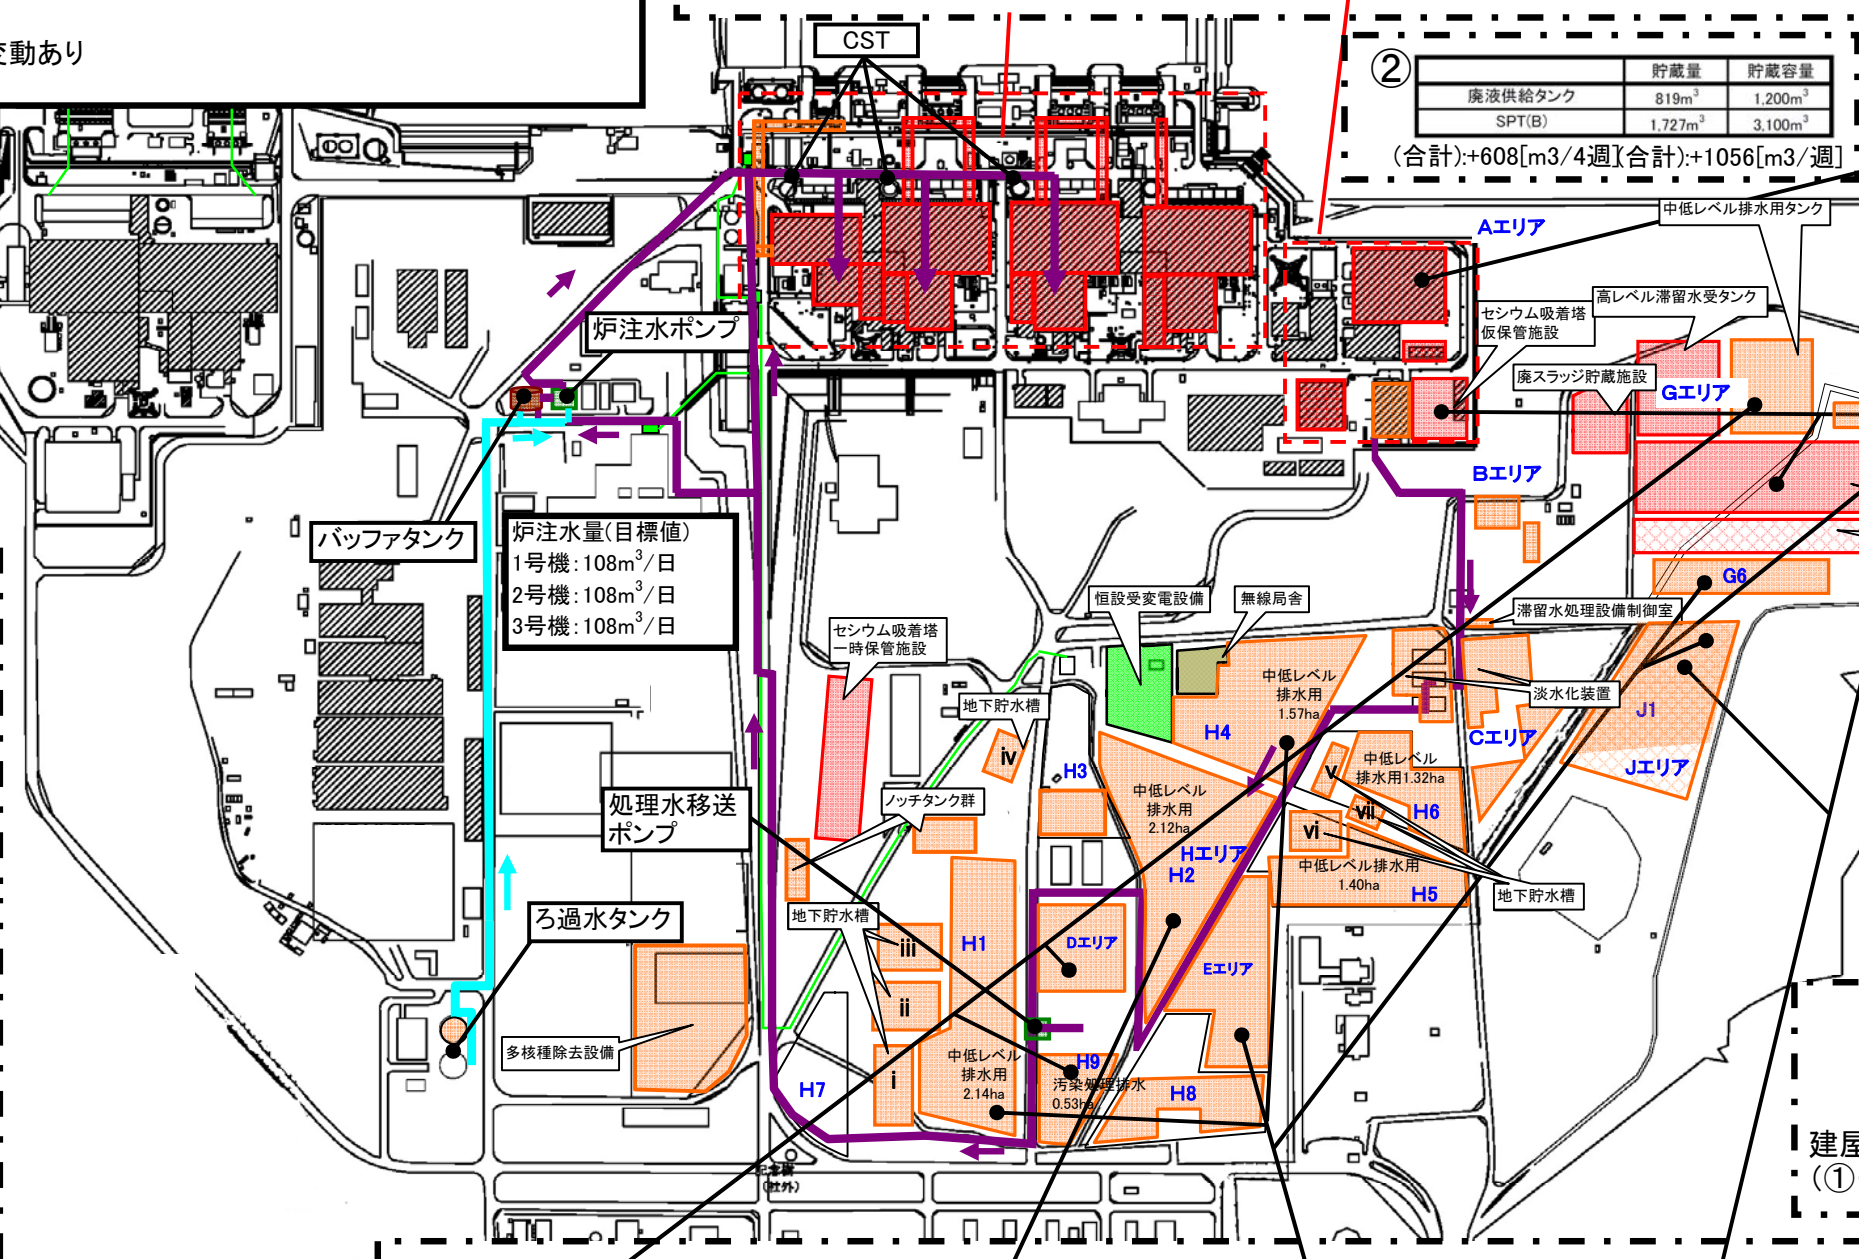 変動あり
CST
②
貯蔵量 貯蔵容量
廃液供給タンク 819m³ 1,200m³
SPT(B) 1,727m³ 3,100m³
(合計):+608[m3/4週](合計):+1056[m3/週]
中低レベル排水用タンク
Aエリア
高レベル滞留水受タンク
セシウム吸着塔
仮保管施設
炉注水ポンプ
廃スラッジ貯蔵施設
Gエリア
Bエリア
バッファタンク
炉注水量(目標値)
1号機:108m³/日
2号機:108m³/日
3号機:108m³/日
G6
恒設受変電設備
無線局舎
滞留水処理設備制御室
セシウム吸着塔
一時保管施設
中低レベル
排水用
1.57ha
淡水化装置
地下貯水槽
J1
H4
Cエリア
iv
H3
中低レベル
排水用1.32ha
v
Jエリア
中低レベル
排水用
2.12ha
処理水移送
ポンプ
ノッチタンク群
vii
H6
vi
Hエリア
H2
中低レベル排水用
1.40ha
H5
地下貯水槽
ろ過水タンク
地下貯水槽
iii
H1
Dエリア
Eエリア
ii
多核種除去設備
中低レベル
排水用
2.14ha
i
H7
H9
汚染処理排水
0.53ha
H8
建屋
(①
記念樹
(社外)